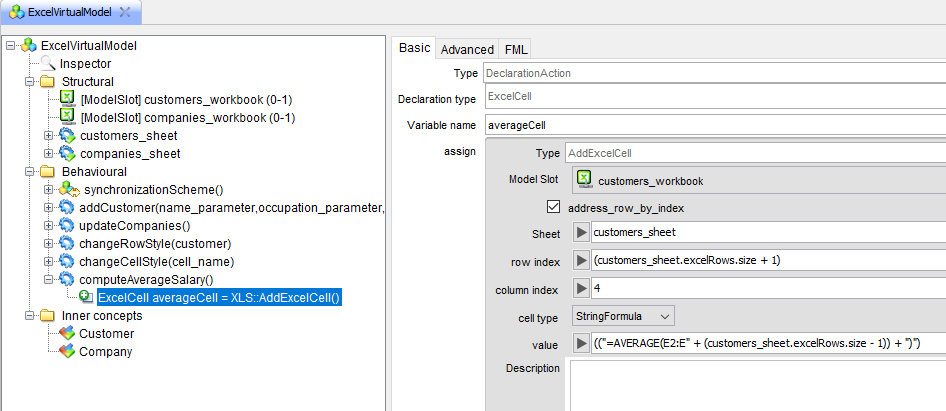 ExcelVirtualModel
ExcelVirtualModel
Inspector
Structural
[ModelSlot] customers_workbook (0-1)
[ModelSlot] companies_workbook (0-1)
customers_sheet
companies_sheet
Behavioural
synchronizationScheme()
addCustomer(name_parameter,occupation_parameter,
updateCompanies()
changeRowStyle(customer)
changeCellStyle(cell_name)
computeAverageSalary()
ExcelCell averageCell = XLS::AddExcelCell()
Inner concepts
Customer
Company
Basic Advanced FML
Type DeclarationAction
Declaration type ExcelCell
Variable name averageCell
assign Type AddExcelCell
Model Slot customers_workbook
address_row_by_index
Sheet customers_sheet
row index (customers_sheet.excelRows.size + 1)
column index 4
cell type StringFormula
value (("=AVERAGE(E2:E" + (customers_sheet.excelRows.size - 1)) + ")")
Description